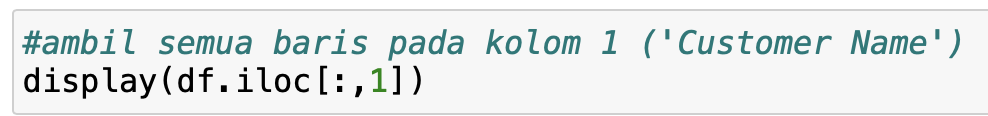 #ambil semua baris pada kolom 1 ('Customer Name')
display(df.iloc[:,1])